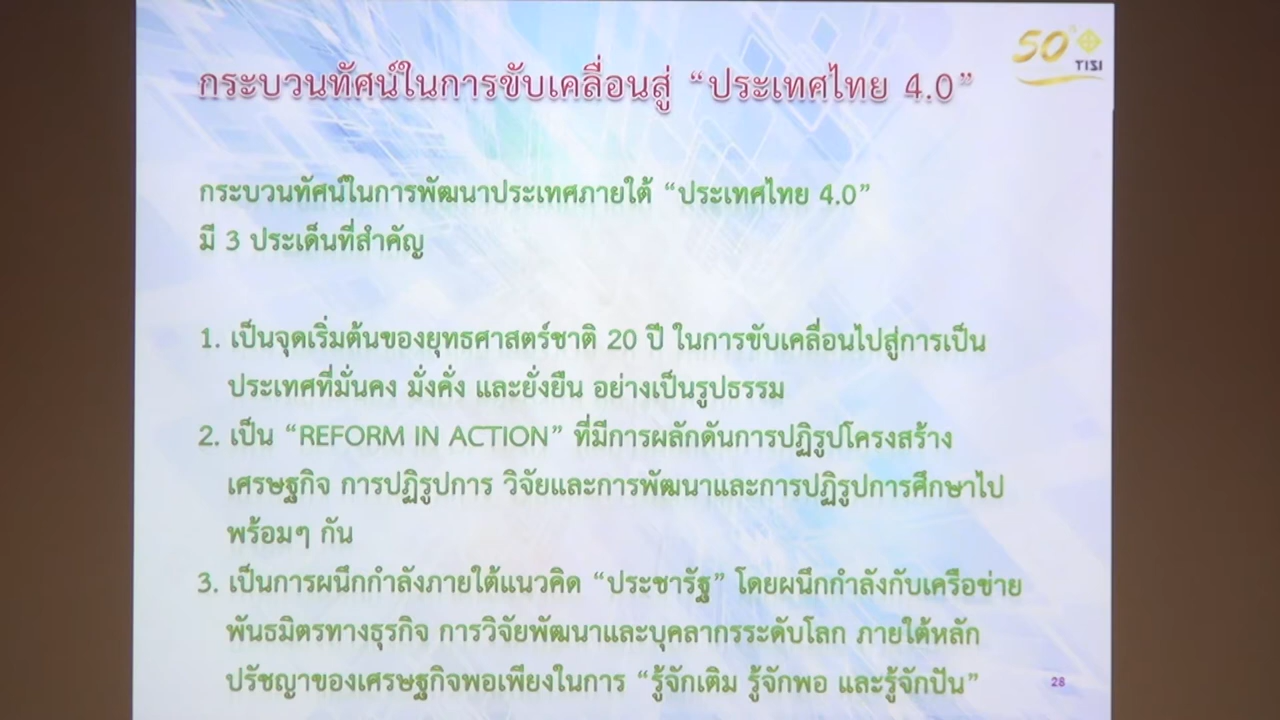 50 TISI
กระบวนทัศน์ในการขับเคลื่อนสู่ “ประเทศไทย 4.0”
กระบวนทัศน์ในการพัฒนาประเทศภายใต้ “ประเทศไทย 4.0”
มี 3 ประเด็นที่สำคัญ
1. เป็นจุดเริ่มต้นของยุทธศาสตร์ชาติ 20 ปี ในการขับเคลื่อนไปสู่การเป็น
ประเทศที่มั่นคง มั่งคั่ง และยั่งยืน อย่างเป็นรูปธรรม
2. เป็น “REFORM IN ACTION” ที่มีการผลักดันการปฏิรูปโครงสร้าง
เศรษฐกิจ การปฏิรูปการ วิจัยและการพัฒนาและการปฏิรูปการศึกษาไป
พร้อมๆ กัน
3. เป็นการผนึกกำลังภายใต้แนวคิด “ประชารัฐ” โดยผนึกกำลังกับเครือข่าย
พันธมิตรทางธุรกิจ การวิจัยพัฒนาและบุคลากรระดับโลก ภายใต้หลัก
ปรัชญาของเศรษฐกิจพอเพียงในการ “รู้จักเติม รู้จักพอ และรู้จักปัน”
28